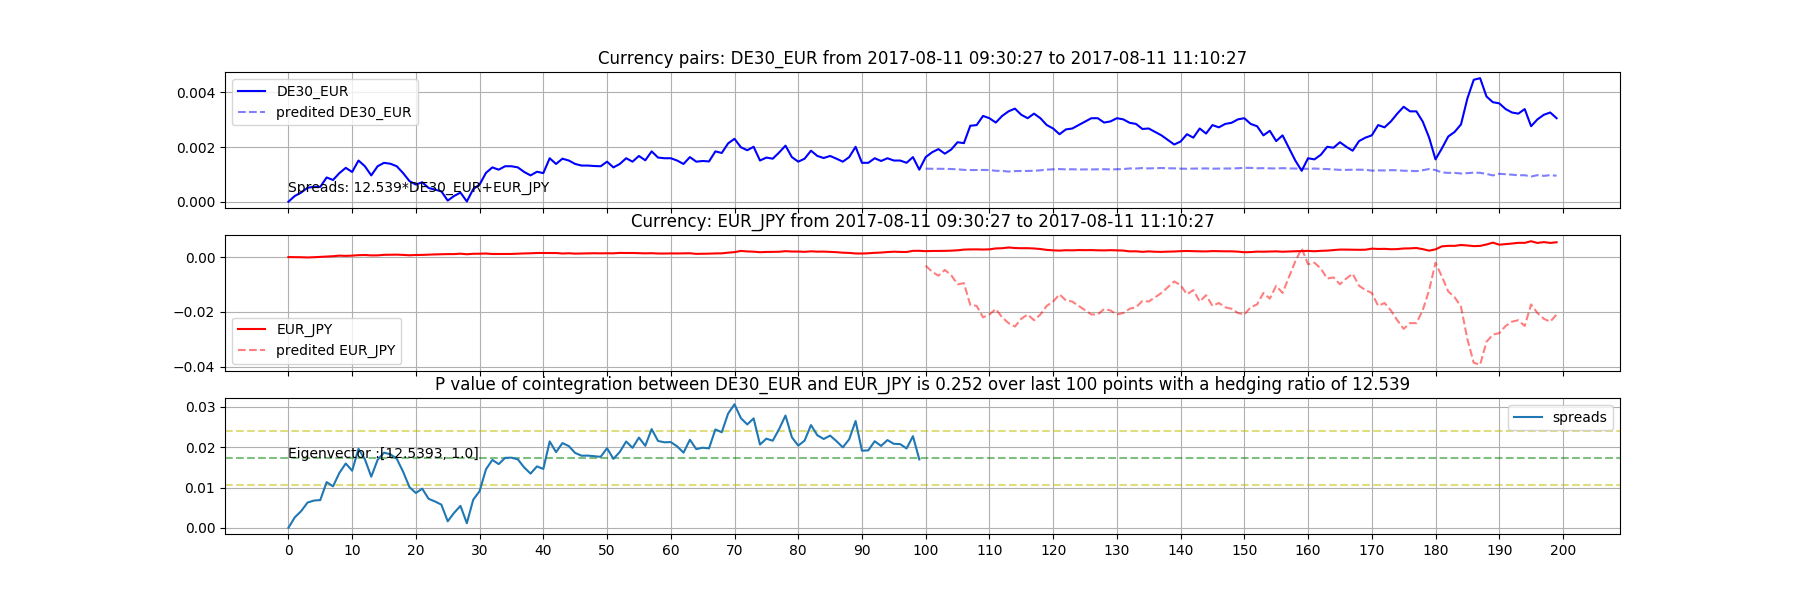 Currency pairs: DE30_EUR from 2017-08-11 09:30:27 to 2017-08-11 11:10:27
DE30_EUR
predited DE30_EUR
0.004
0.002
0.000
Spreads: 12.539*DE30_EUR+EUR_JPY
Currency: EUR_JPY from 2017-08-11 09:30:27 to 2017-08-11 11:10:27
0.00
−0.02
−0.04
EUR_JPY
predited EUR_JPY
P value of cointegration between DE30_EUR and EUR_JPY is 0.252 over last 100 points with a hedging ratio of 12.539
0.03
0.02
0.01
0.00
spreads
Eigenvector :[12.5393, 1.0]
0 10 20 30 40 50 60 70 80 90 100 110 120 130 140 150 160 170 180 190 200